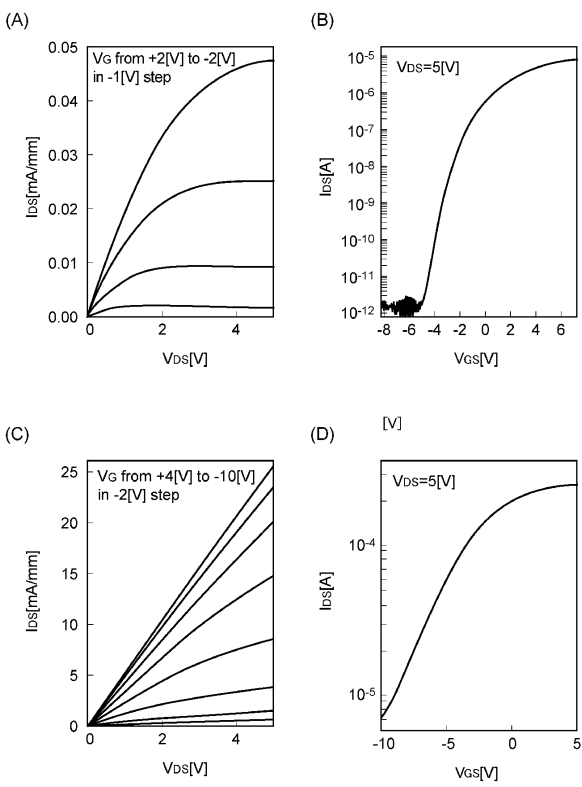 (A)
VG from +2[V] to -2[V]
in -1[V] step
0.05
0.04
0.03
0.02
0.01
0.00
IDS[mA/mm]
0
2
4
VDS[V]
(B)
VDS=5[V]
10-5
10-6
10-7
10-8
10-9
10-10
10-11
10-12
IDS[A]
-8
-6
-4
-2
0
2
4
6
VGS[V]
(C)
VG from +4[V] to -10[V]
in -2[V] step
25
20
15
10
5
0
IDS[mA/mm]
0
2
4
VDS[V]
[V]
(D)
VDS=5[V]
10-4
10-5
IDS[A]
-10
-5
0
5
VGS[V]